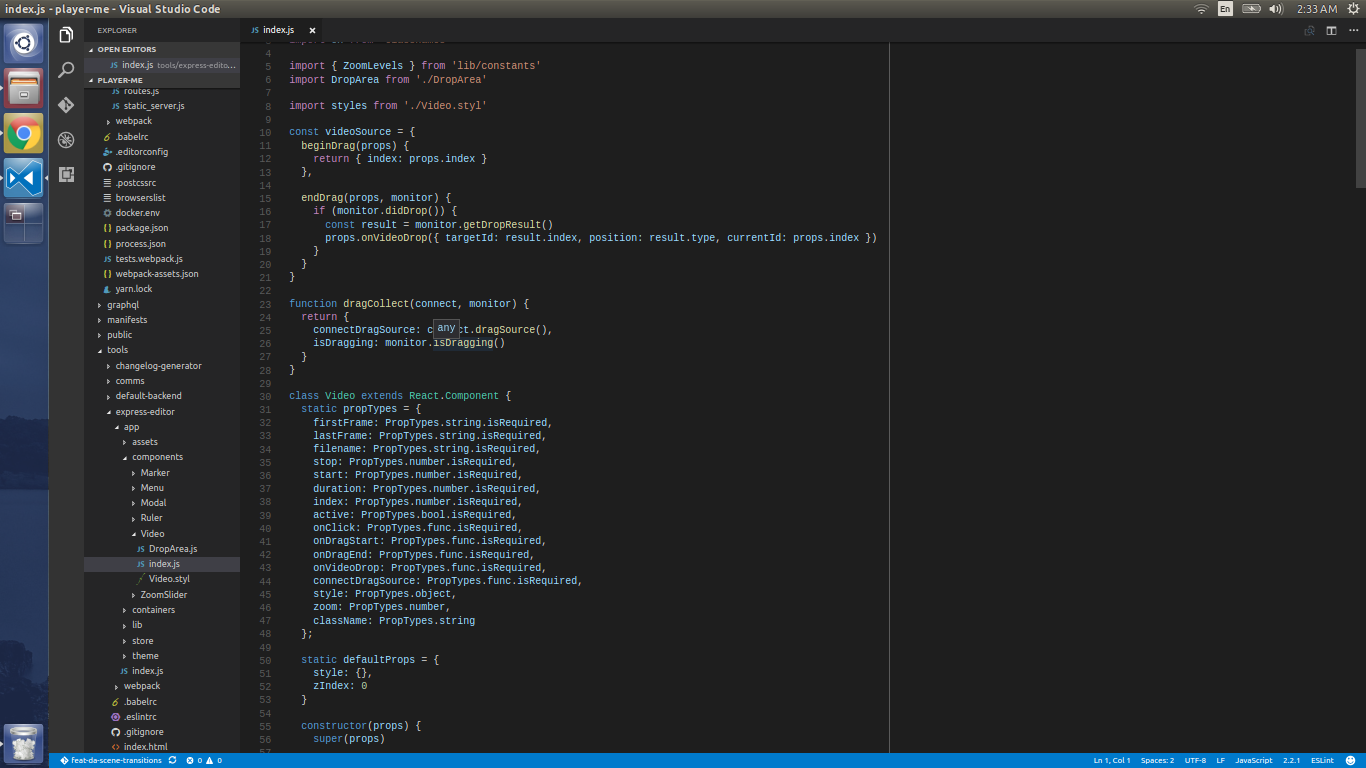 index.js - player-me - Visual Studio Code
En
2:33 AM
EXPLORER
OPEN EDITORS
index.js tools/express-edito...
PLAYER-ME
routes.js
static_server.js
webpack
.babelrc
.editorconfig
.gitignore
.postcssrc
browserslist
docker.env
package.json
process.json
tests.webpack.js
webpack-assets.json
yarn.lock
graphql
manifests
public
tools
changelog-generator
comms
default-backend
express-editor
app
assets
components
Marker
Menu
Modal
Ruler
Video
DropArea.js
index.js
Video.styl
ZoomSlider
containers
lib
store
theme
index.js
webpack
.babelrc
.eslintrc
.gitignore
index.html
index.js
4
5 import { ZoomLevels } from 'lib/constants'
6 import DropArea from './DropArea'
7
8 import styles from './Video.styl'
9
10 const videoSource = {
11 beginDrag(props) {
12 return { index: props.index }
13 },
14
15 endDrag(props, monitor) {
16 if (monitor.didDrop()) {
17 const result = monitor.getDropResult()
18 props.onVideoDrop({ targetId: result.index, position: result.type, currentId: props.index })
19 }
20 }
21 }
22
23 function dragCollect(connect, monitor) {
24 return {
any
25 connectDragSource: c ct.dragSource(),
26 isDragging: monitor.isDragging()
27 }
28 }
29
30 class Video extends React.Component {
31 static propTypes = {
32 firstFrame: PropTypes.string.isRequired,
33 lastFrame: PropTypes.string.isRequired,
34 filename: PropTypes.string.isRequired,
35 stop: PropTypes.number.isRequired,
36 start: PropTypes.number.isRequired,
37 duration: PropTypes.number.isRequired,
38 index: PropTypes.number.isRequired,
39 active: PropTypes.bool.isRequired,
40 onClick: PropTypes.func.isRequired,
41 onDragStart: PropTypes.func.isRequired,
42 onDragEnd: PropTypes.func.isRequired,
43 onVideoDrop: PropTypes.func.isRequired,
44 connectDragSource: PropTypes.func.isRequired,
45 style: PropTypes.object,
46 zoom: PropTypes.number,
47 className: PropTypes.string
48 };
49
50 static defaultProps = {
51 style: {},
52 zIndex: 0
53 }
54
55 constructor(props) {
56 super(props)
feat-da-scene-transitions
0 0
Ln 1, Col 1
Spaces: 2
UTF-8
LF
JavaScript
2.2.1
ESLint